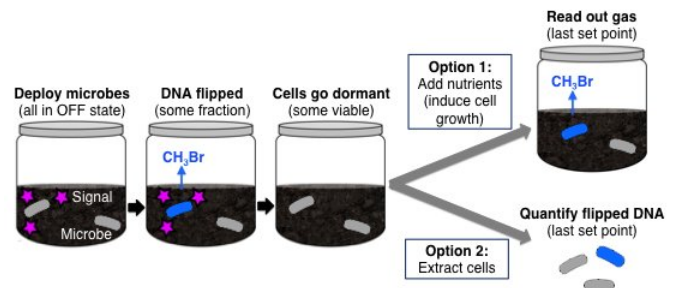 Deploy microbes
(all in OFF state)
Signal
Microbe
DNA flipped
(some fraction)
CH3Br
Cells go dormant
(some viable)
Option 1:
Add nutrients
(induce cell
growth)
Read out gas
(last set point)
CH3Br
Option 2:
Extract cells
Quantify flipped DNA
(last set point)